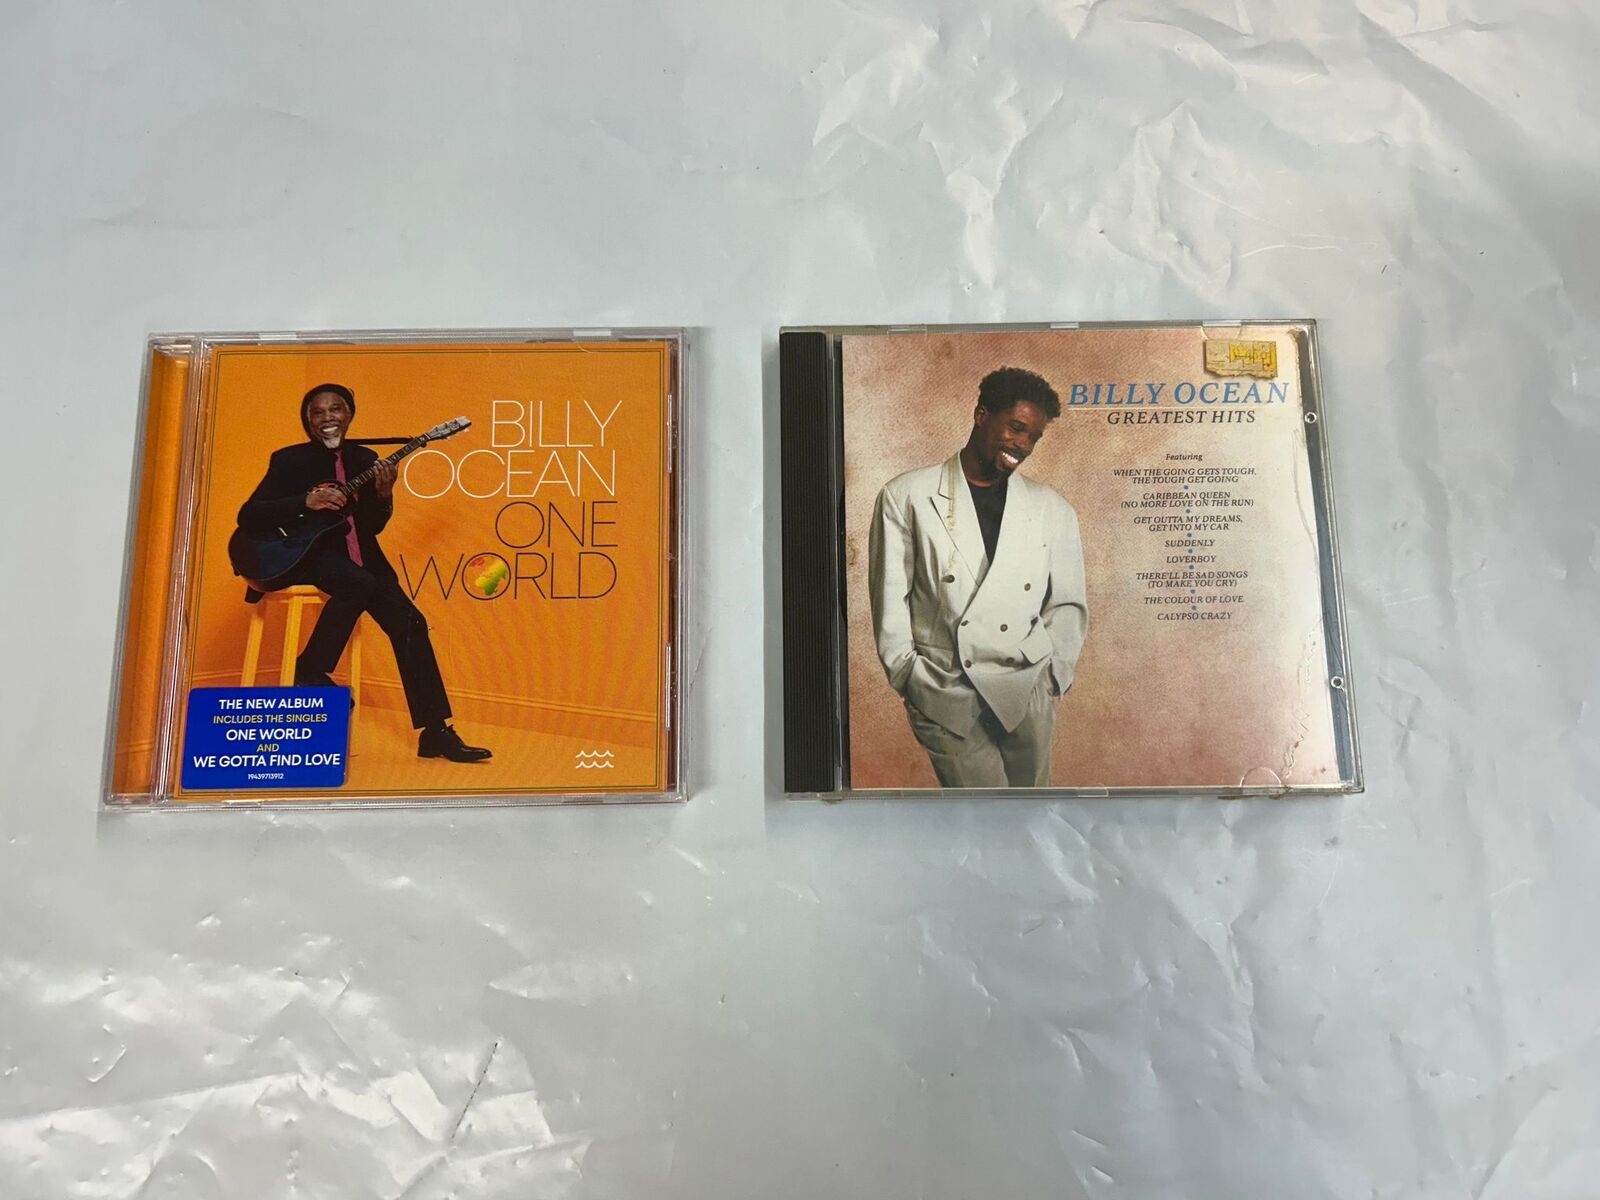 BILLY
OCEAN
ONE
WORLD
THE NEW ALBUM
INCLUDES THE SINGLES
ONE WORLD
AND
WE GOTTA FIND LOVE
19439713912
BILLY OCEAN
GREATEST HITS
Featuring
WHEN THE GOING GETS TOUGH,
THE TOUGH GET GOING
CARIBBEAN QUEEN
(NO MORE LOVE ON THE RUN)
GET OUTTA MY DREAMS,
GET INTO MY CAR
SUDDENLY
LOVERBOY
THERE'LL BE SAD SONGS
(TO MAKE YOU CRY)
THE COLOUR OF LOVE
CALYPSO CRAZY